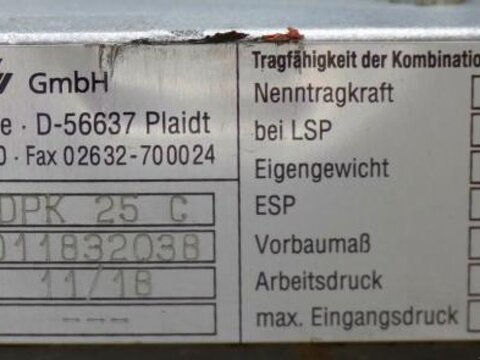 GmbH
e · D-56637 Plaidt
0 · Fax 02632-700024
DPK 25 C
011832038
11/18
---
Tragfähigkeit der Kombinatio
Nenntragkraft
bei LSP
Eigengewicht
ESP
Vorbaumaß
Arbeitsdruck
max. Eingangsdruck